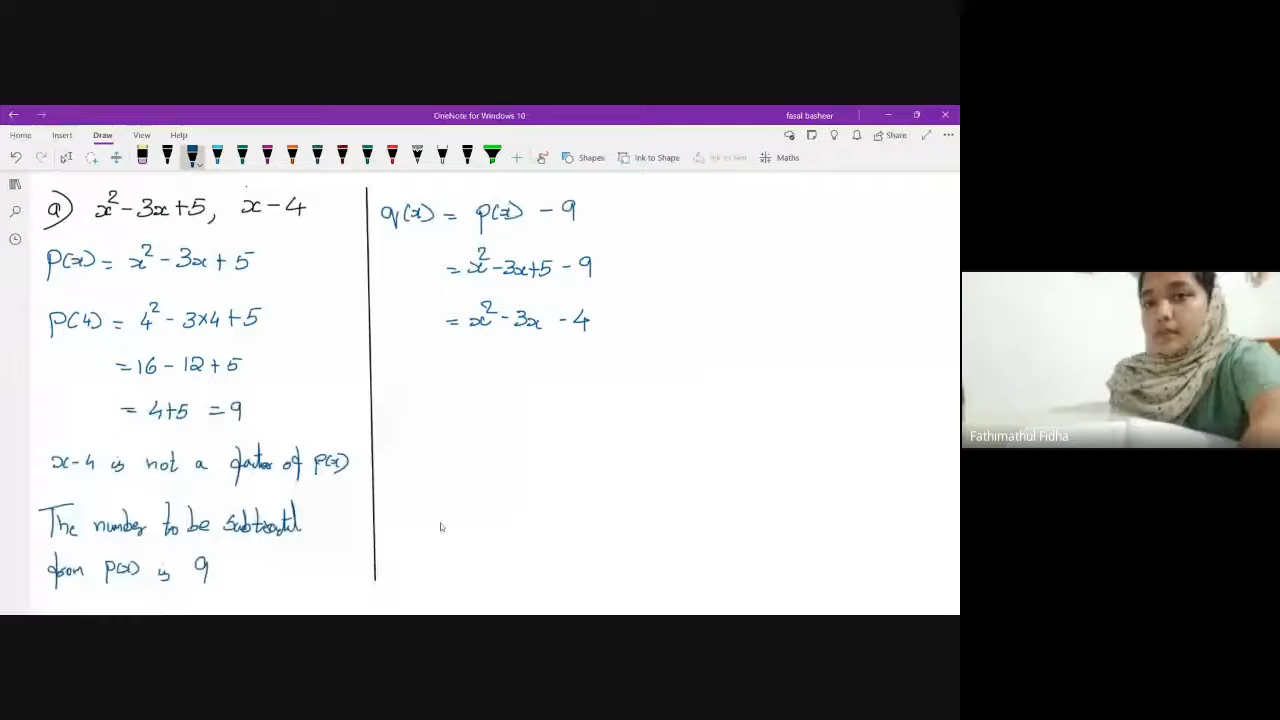 OneNote for Windows 10
fasal basheer
Home Insert Draw View Help
Share
Shapes Ink to Shape Ink to Text Maths
a) x² - 3x + 5, x - 4
P(x) = x² - 3x + 5
P(4) = 4² - 3×4 + 5
= 16 - 12 + 5
= 4+5 = 9
x-4 is not a factor of P(x)
The number to be subtracted
from P(x) is 9
q(x) = p(x) - 9
= x² - 3x + 5 - 9
= x² - 3x - 4
Fathimathul Fidha